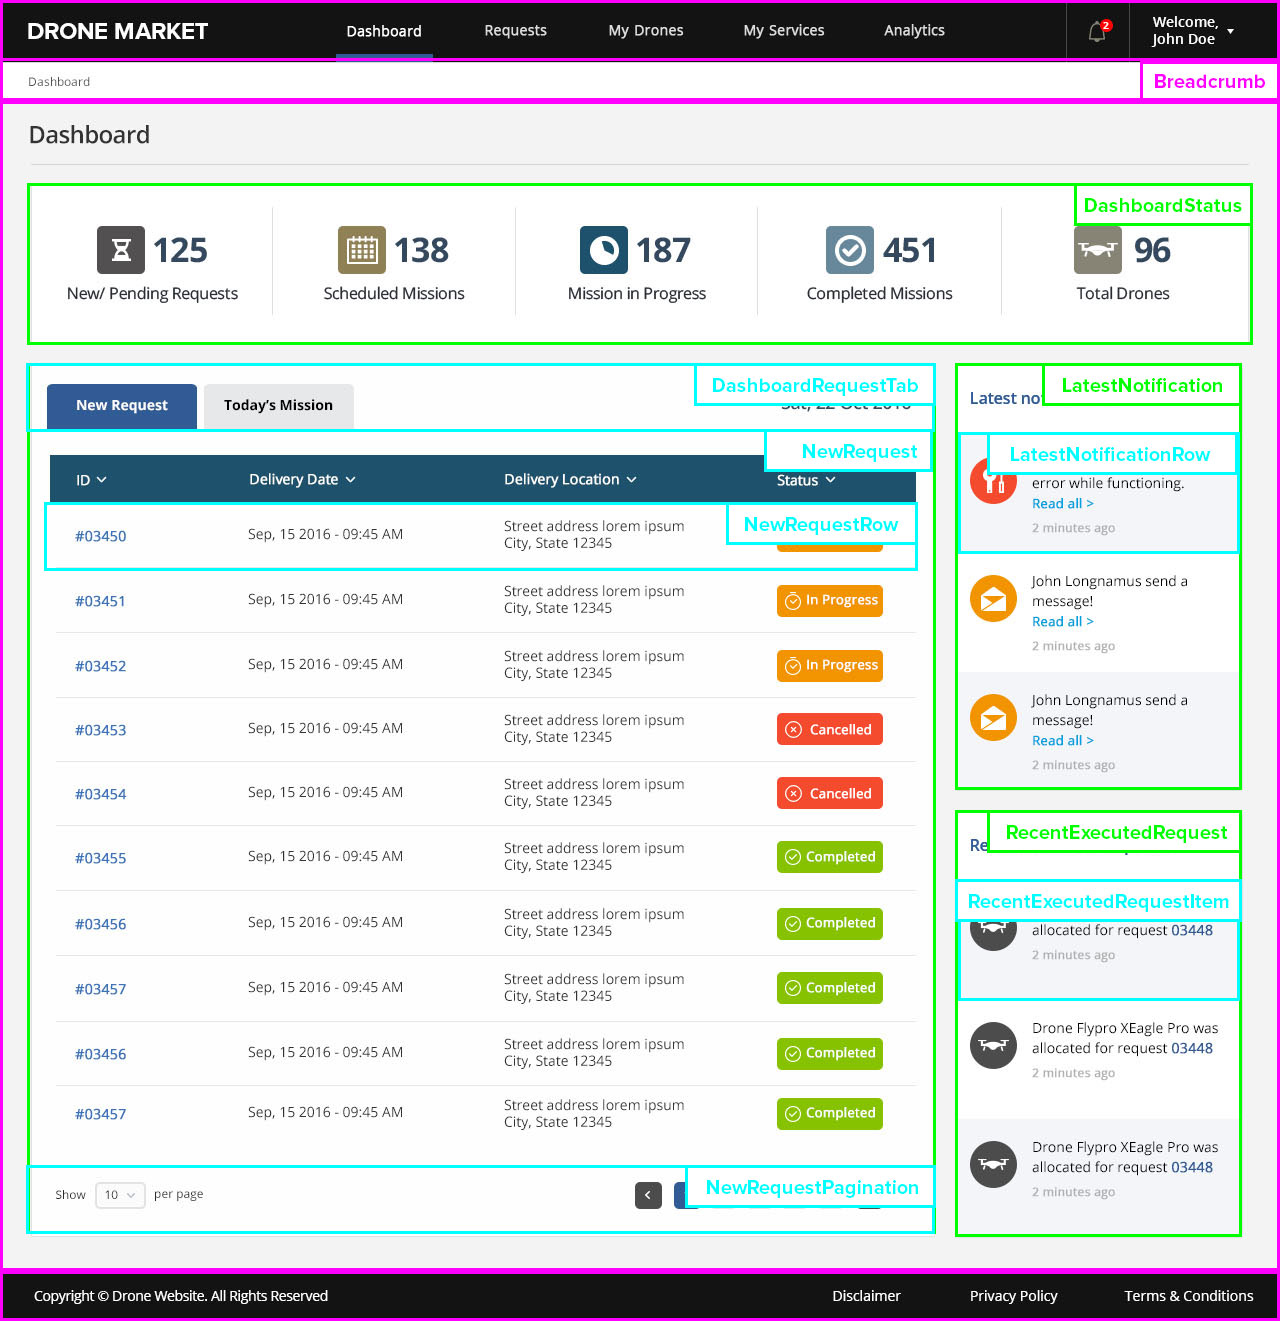 DRONE MARKET
Dashboard
Requests
My Drones
My Services
Analytics
2
Welcome,
John Doe
Dashboard
Breadcrumb
Dashboard
DashboardStatus
125
New/ Pending Requests
138
Scheduled Missions
187
Mission in Progress
451
Completed Missions
96
Total Drones
DashboardRequestTab
New Request
Today's Mission
Sat, 22 Oct 2016
NewRequest
ID
Delivery Date
Delivery Location
Status
NewRequestRow
#03450
Sep, 15 2016 - 09:45 AM
Street address lorem ipsum
City, State 12345
#03451
Sep, 15 2016 - 09:45 AM
Street address lorem ipsum
City, State 12345
In Progress
#03452
Sep, 15 2016 - 09:45 AM
Street address lorem ipsum
City, State 12345
In Progress
#03453
Sep, 15 2016 - 09:45 AM
Street address lorem ipsum
City, State 12345
Cancelled
#03454
Sep, 15 2016 - 09:45 AM
Street address lorem ipsum
City, State 12345
Cancelled
#03455
Sep, 15 2016 - 09:45 AM
Street address lorem ipsum
City, State 12345
Completed
#03456
Sep, 15 2016 - 09:45 AM
Street address lorem ipsum
City, State 12345
Completed
#03457
Sep, 15 2016 - 09:45 AM
Street address lorem ipsum
City, State 12345
Completed
#03456
Sep, 15 2016 - 09:45 AM
Street address lorem ipsum
City, State 12345
Completed
#03457
Sep, 15 2016 - 09:45 AM
Street address lorem ipsum
City, State 12345
Completed
Show 10 per page
NewRequestPagination
LatestNotification
Latest
LatestNotificationRow
error while functioning.
Read all >
2 minutes ago
John Longnamus send a
message!
Read all >
2 minutes ago
John Longnamus send a
message!
Read all >
2 minutes ago
RecentExecutedRequest
RecentExecutedRequestItem
allocated for request 03448
2 minutes ago
Drone Flypro XEagle Pro was
allocated for request 03448
2 minutes ago
Drone Flypro XEagle Pro was
allocated for request 03448
2 minutes ago
Copyright © Drone Website. All Rights Reserved
Disclaimer
Privacy Policy
Terms & Conditions